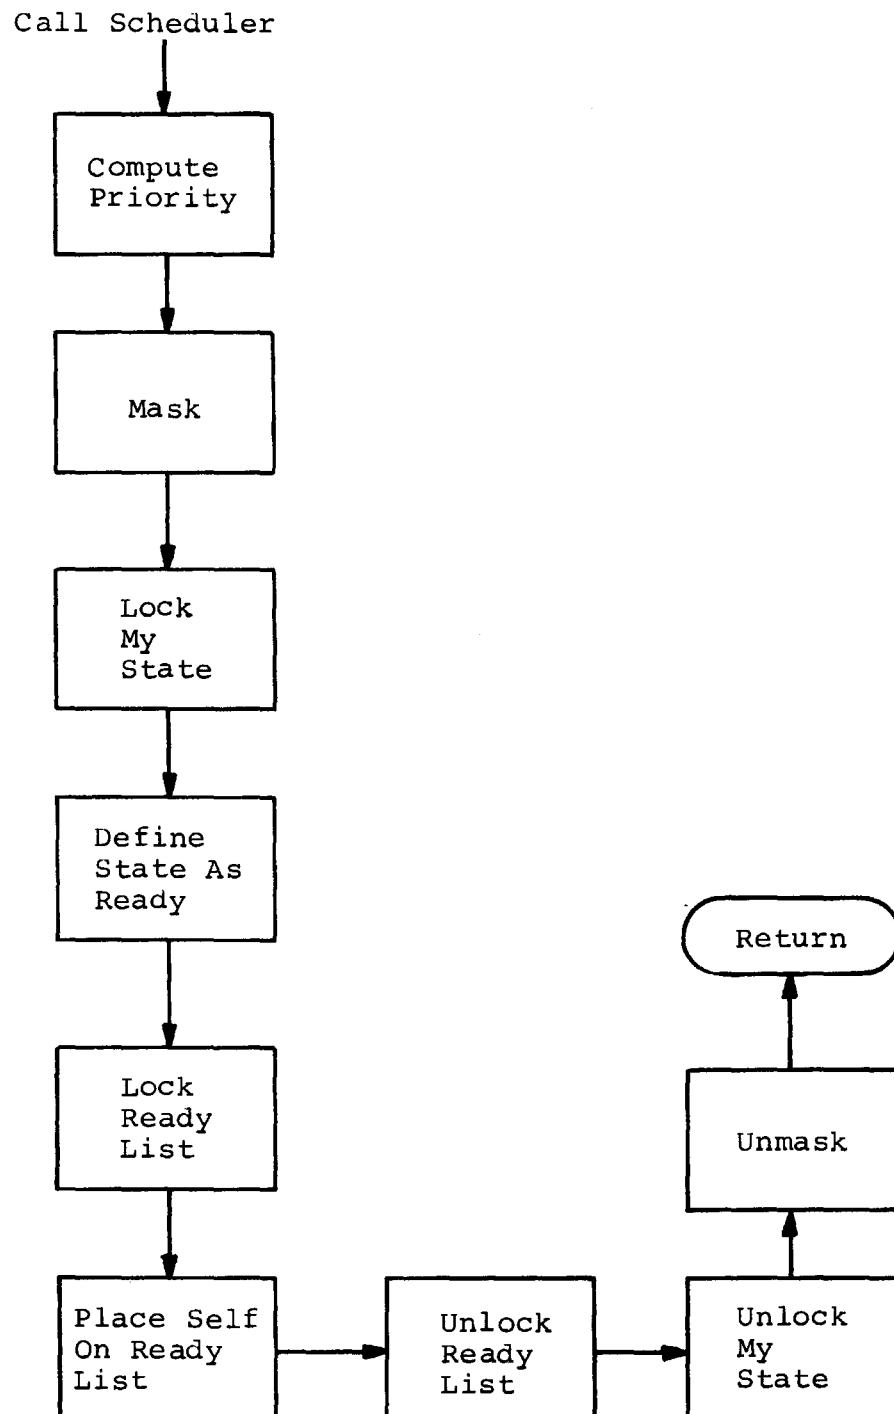 Call Scheduler
Compute
Priority
Mask
Lock
My
State
Define
State As
Ready
Lock
Ready
List
Place Self
On Ready
List
Unlock
Ready
List
Unlock
My
State
Unmask
Return